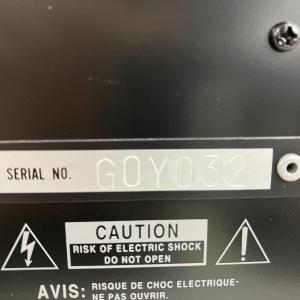 SERIAL NO. G0Y032
CAUTION
RISK OF ELECTRIC SHOCK
DO NOT OPEN
AVIS: RISQUE DE CHOC ELECTRIQUE-
NE PAS OUVRIR.